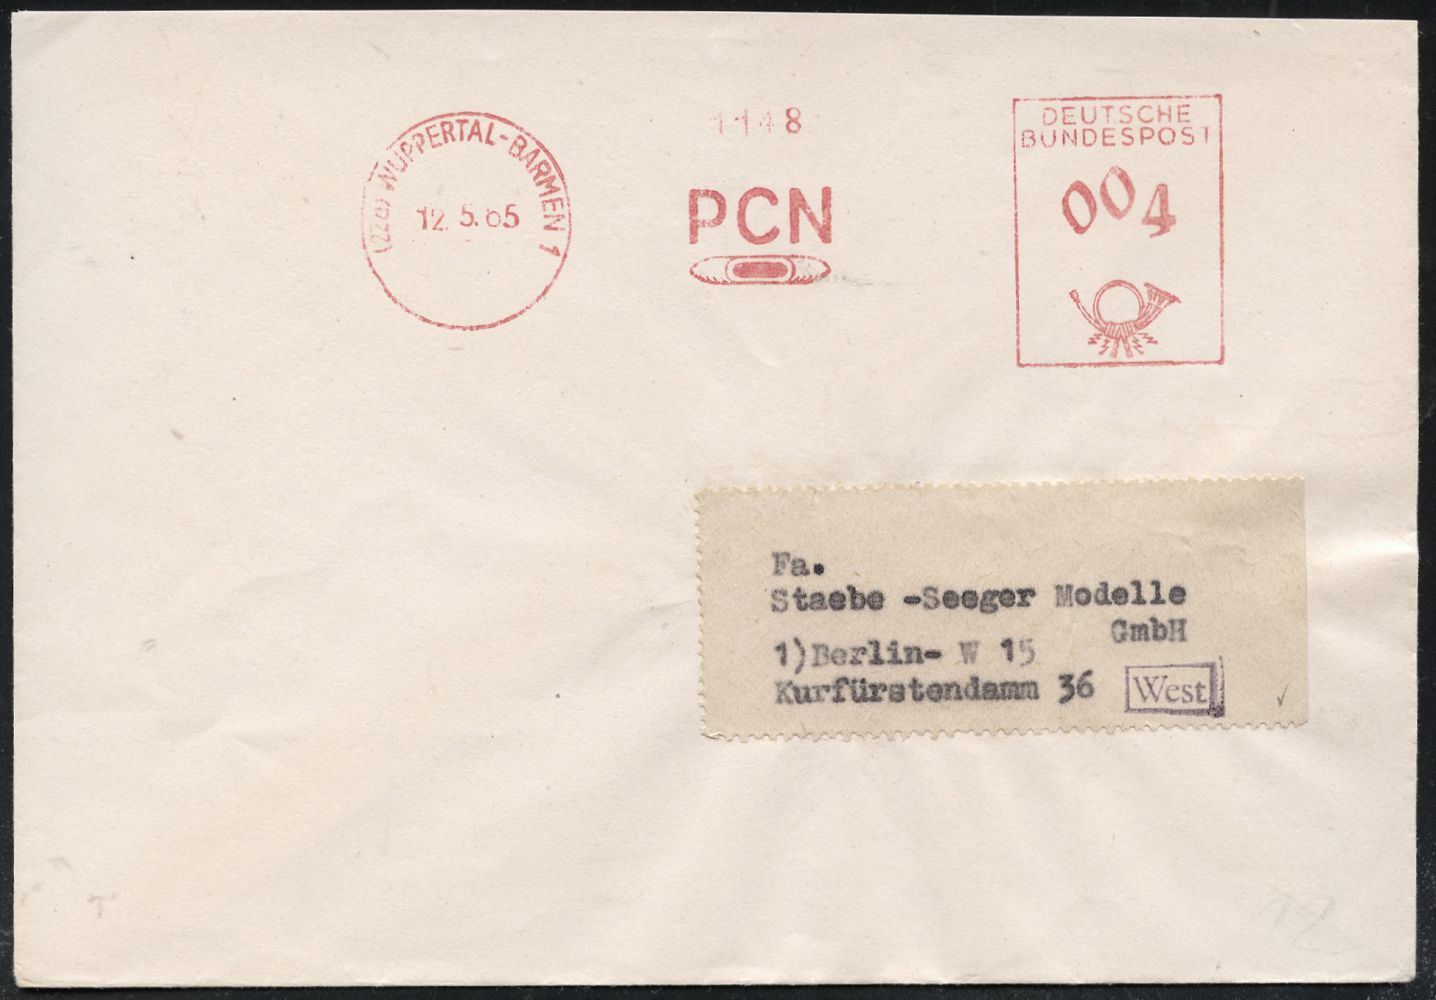 1148
DEUTSCHE
BUNDESPOST
004
(22a) WUPPERTAL-BARMEN 1
12.5.65
PCN
Fa.
Staebe -Seeger Modelle
GmbH
1)Berlin- W 15
Kurfürstendamm 36
West
12